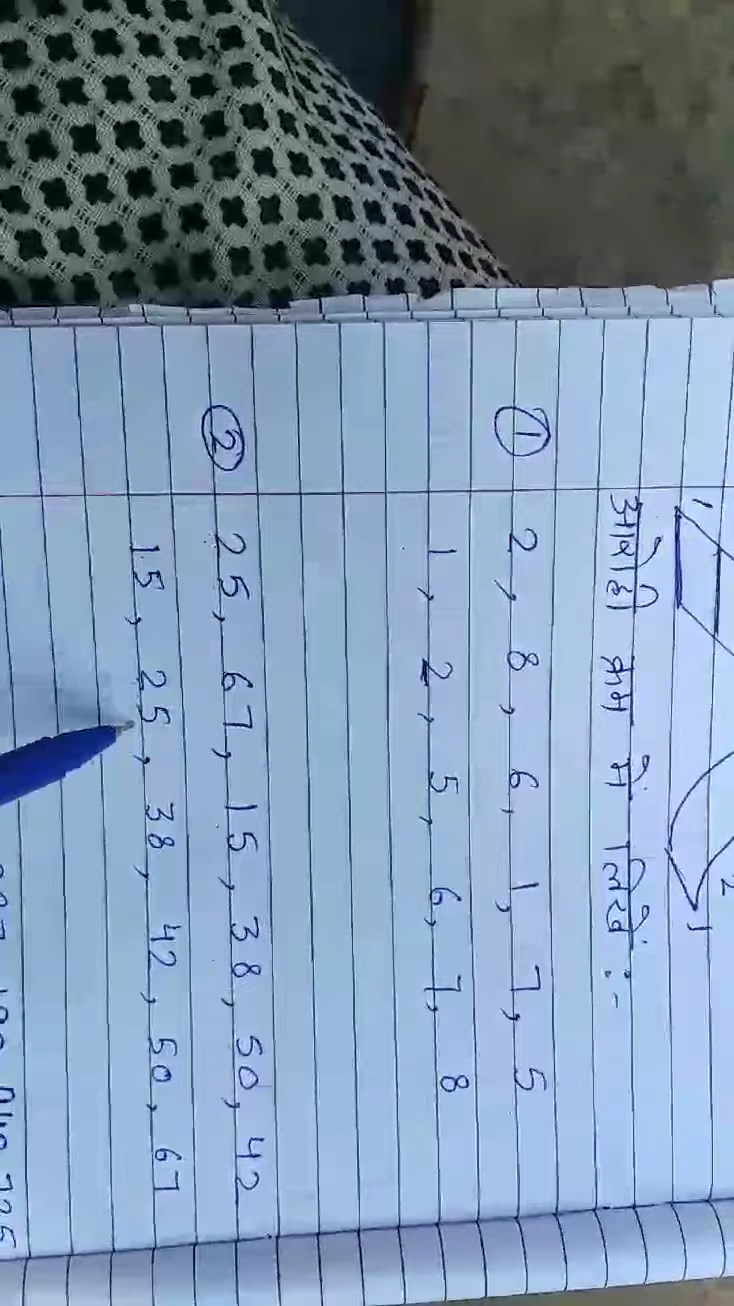 आरोही क्रम में लिखें :-
① 2, 8, 6, 1, 7, 5
1, 2, 5, 6, 7, 8
② 25, 67, 15, 38, 50, 42
15, 25, 38, 42, 50, 67